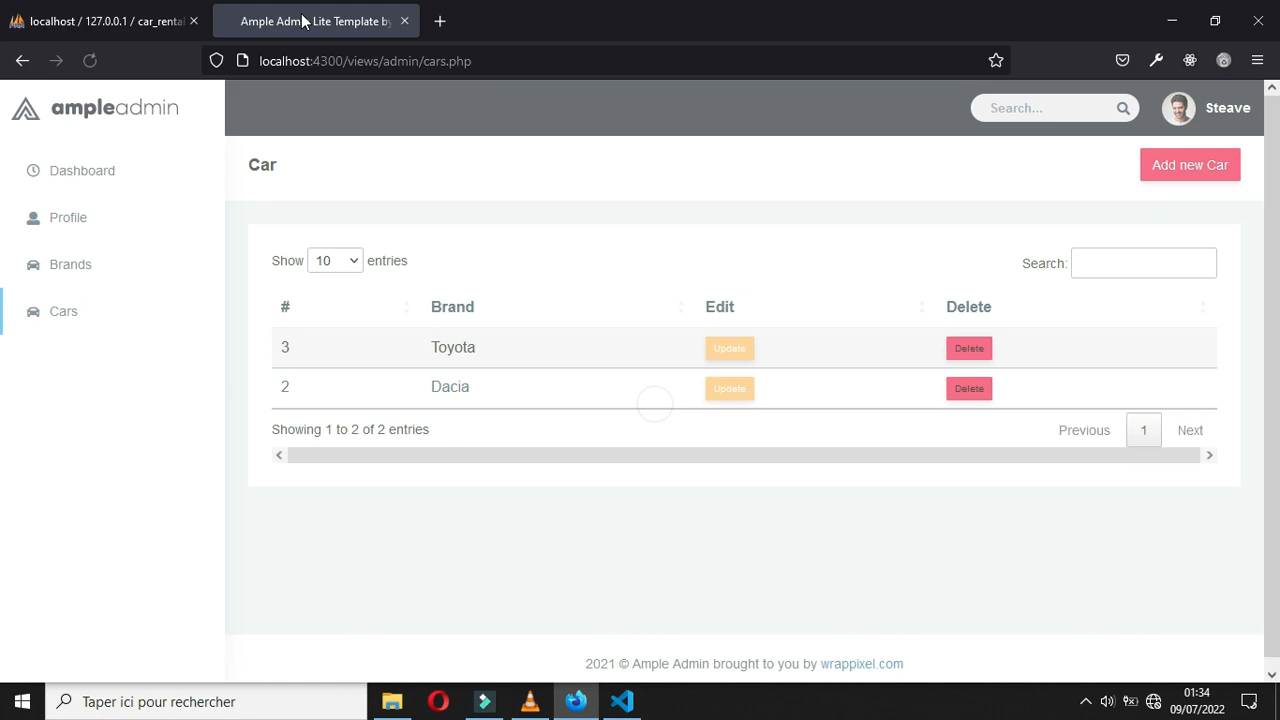 localhost / 127.0.0.1 / car_rental
Ample Admin Lite Template by
localhost:4300/views/admin/cars.php
ampleadmin
Search...
Steave
Dashboard
Profile
Brands
Cars
Car
Add new Car
Show 10 entries
Search:
# Brand Edit Delete
3 Toyota Update Delete
2 Dacia Update Delete
Showing 1 to 2 of 2 entries
Previous 1 Next
2021 © Ample Admin brought to you by wrappixel.com
Taper ici pour rechercher
01:34
09/07/2022